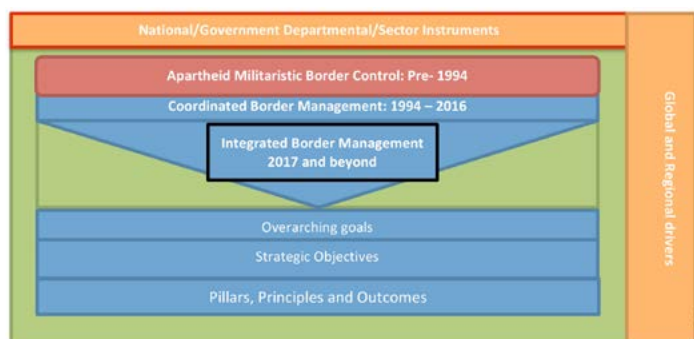 National/Government Departmental/Sector Instruments
Apartheid Militaristic Border Control: Pre- 1994
Coordinated Border Management: 1994 – 2016
Integrated Border Management
2017 and beyond
Overarching goals
Strategic Objectives
Pillars, Principles and Outcomes
Global and Regional drivers